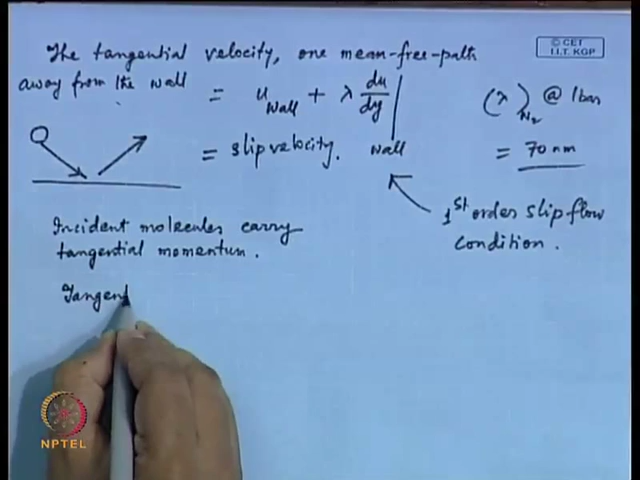 The tangential velocity, one mean-free-path
away from the wall = u_wall + λ du/dy |wall
= slip velocity.
(λ)_N2 @ 1bar
= 70 nm
1st order slip flow
condition.
Incident molecules carry
tangential momentum.
Tangent
© CET
I.I.T. KGP
NPTEL